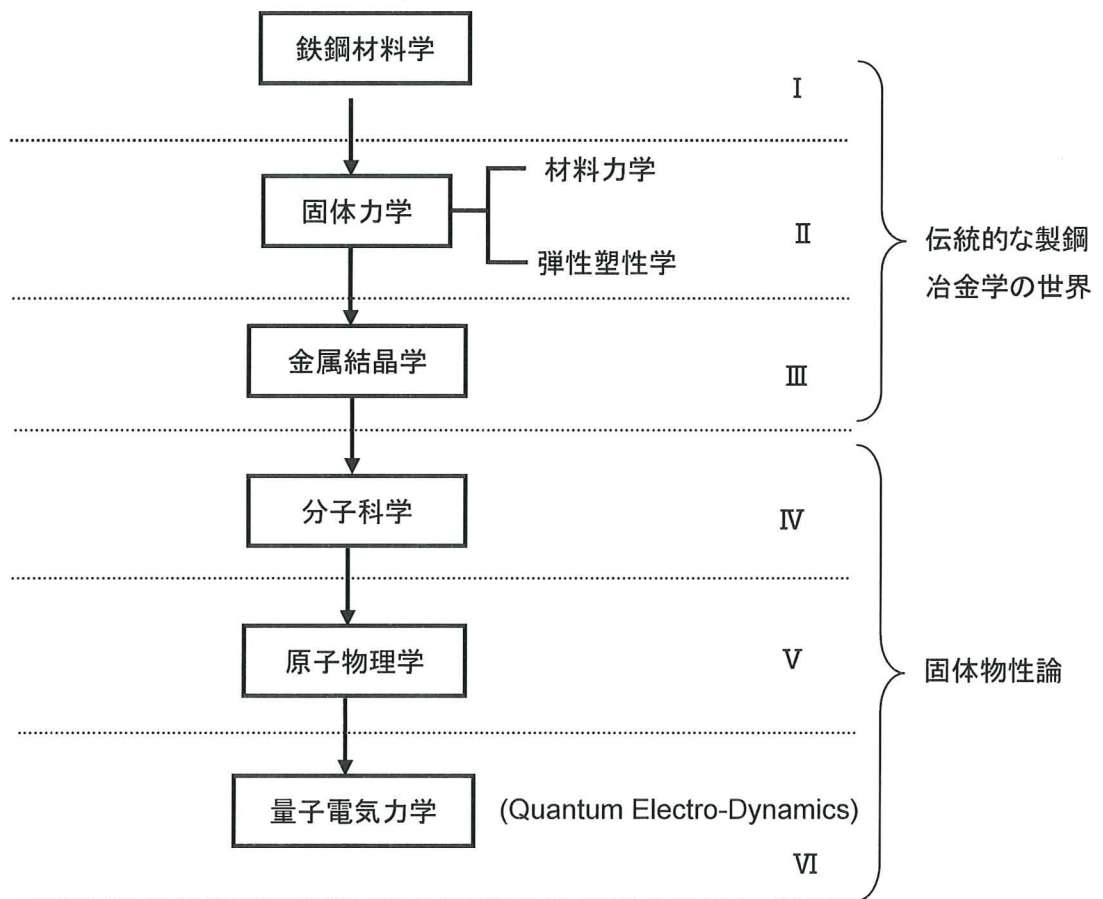 鉄鋼材料学
Ⅰ
材料力学
固体力学
Ⅱ
弾性塑性学
伝統的な製鋼
冶金学の世界
金属結晶学
Ⅲ
分子科学
Ⅳ
原子物理学
Ⅴ
固体物性論
量子電気力学
(Quantum Electro-Dynamics)
Ⅵ